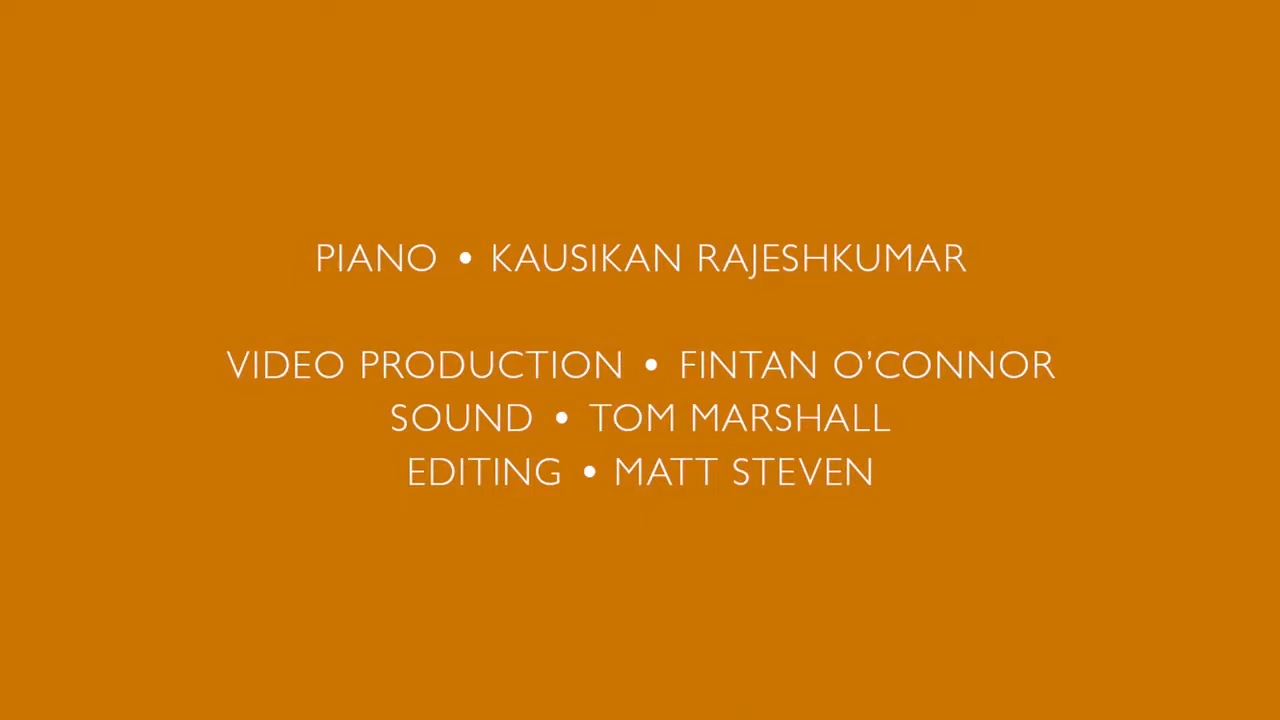 PIANO • KAUSIKAN RAJESHKUMAR
VIDEO PRODUCTION • FINTAN O’CONNOR
SOUND • TOM MARSHALL
EDITING • MATT STEVEN